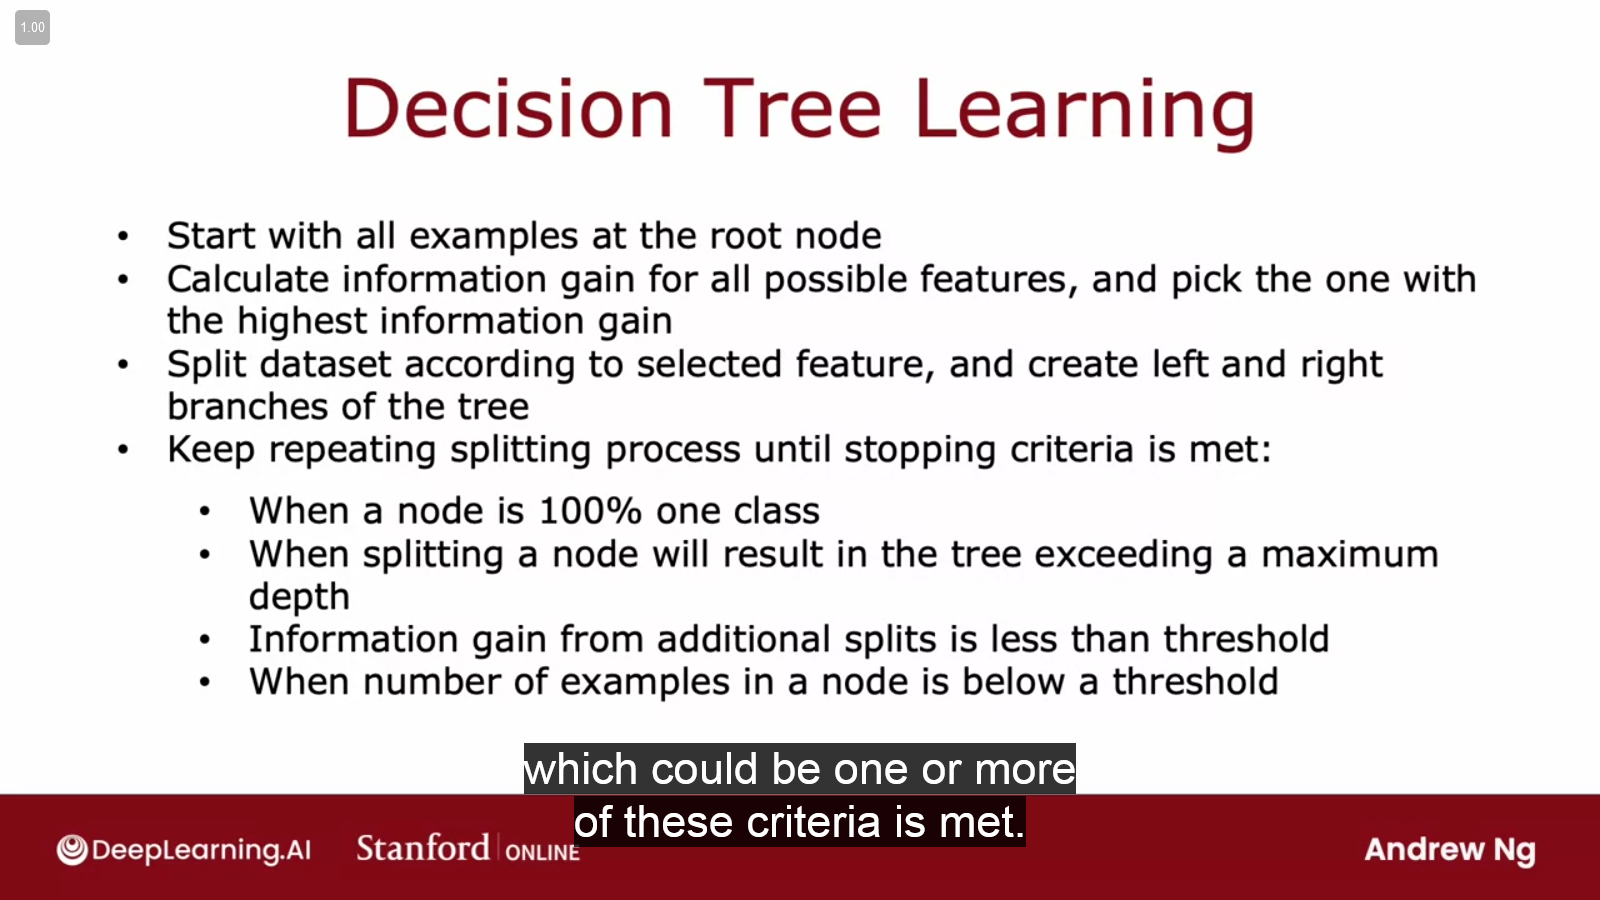 1.00
Decision Tree Learning
• Start with all examples at the root node
• Calculate information gain for all possible features, and pick the one with
the highest information gain
• Split dataset according to selected feature, and create left and right
branches of the tree
• Keep repeating splitting process until stopping criteria is met:
• When a node is 100% one class
• When splitting a node will result in the tree exceeding a maximum
depth
• Information gain from additional splits is less than threshold
• When number of examples in a node is below a threshold
which could be one or more
of these criteria is met.
DeepLearning.AI Stanford ONLINE Andrew Ng